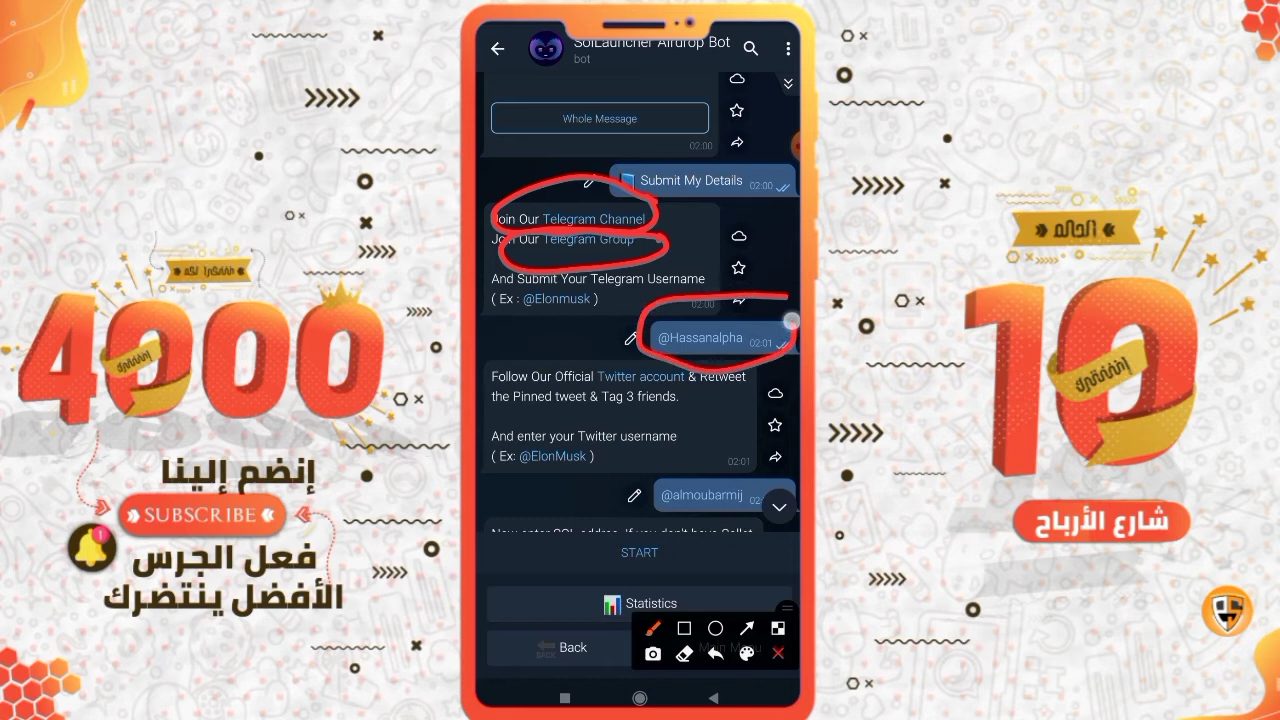 SolLauncher Airdrop Bot
bot
Whole Message
02:00
Submit My Details
02:00
Join Our Telegram Channel
Join Our Telegram Group
And Submit Your Telegram Username
( Ex : @Elonmusk )
02:00
@Hassanalpha
02:01
Follow Our Official Twitter account & Retweet
the Pinned tweet & Tag 3 friends.
And enter your Twitter username
( Ex: @ElonMusk )
02:01
@almoubarmij
START
Statistics
BACK
Back
4000
إنضم إلينا
SUBSCRIBE
1
فعل الجرس
الأفضل ينتضرك
10
شارع الأرباح